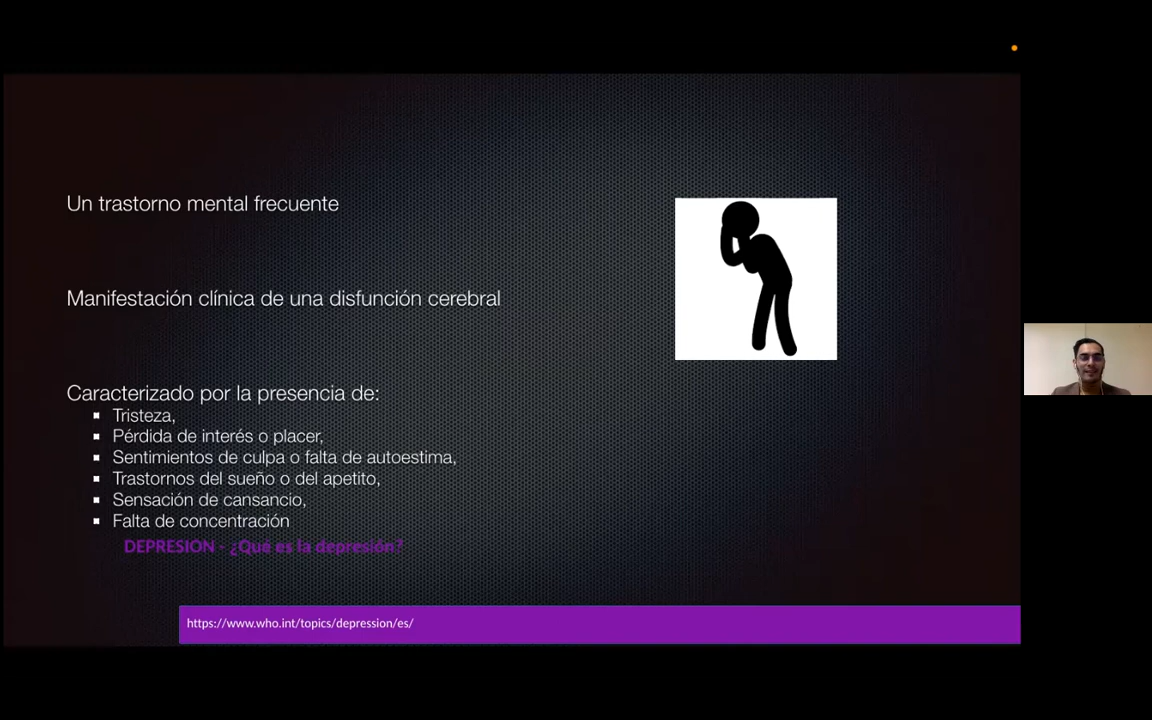 Un trastorno mental frecuente
Manifestación clínica de una disfunción cerebral
Caracterizado por la presencia de:
Tristeza,
Pérdida de interés o placer,
Sentimientos de culpa o falta de autoestima,
Trastornos del sueño o del apetito,
Sensación de cansancio,
Falta de concentración
DEPRESION - ¿Qué es la depresión?
https://www.who.int/topics/depression/es/